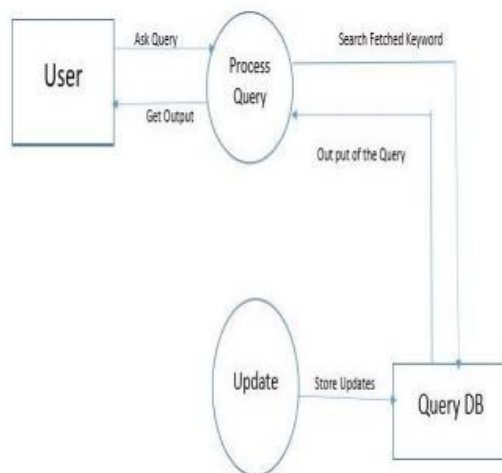 Ask Query
Search Fetched Keyword
User
Process
Query
Get Output
Out put of the Query
Update
Store Updates
Query DB